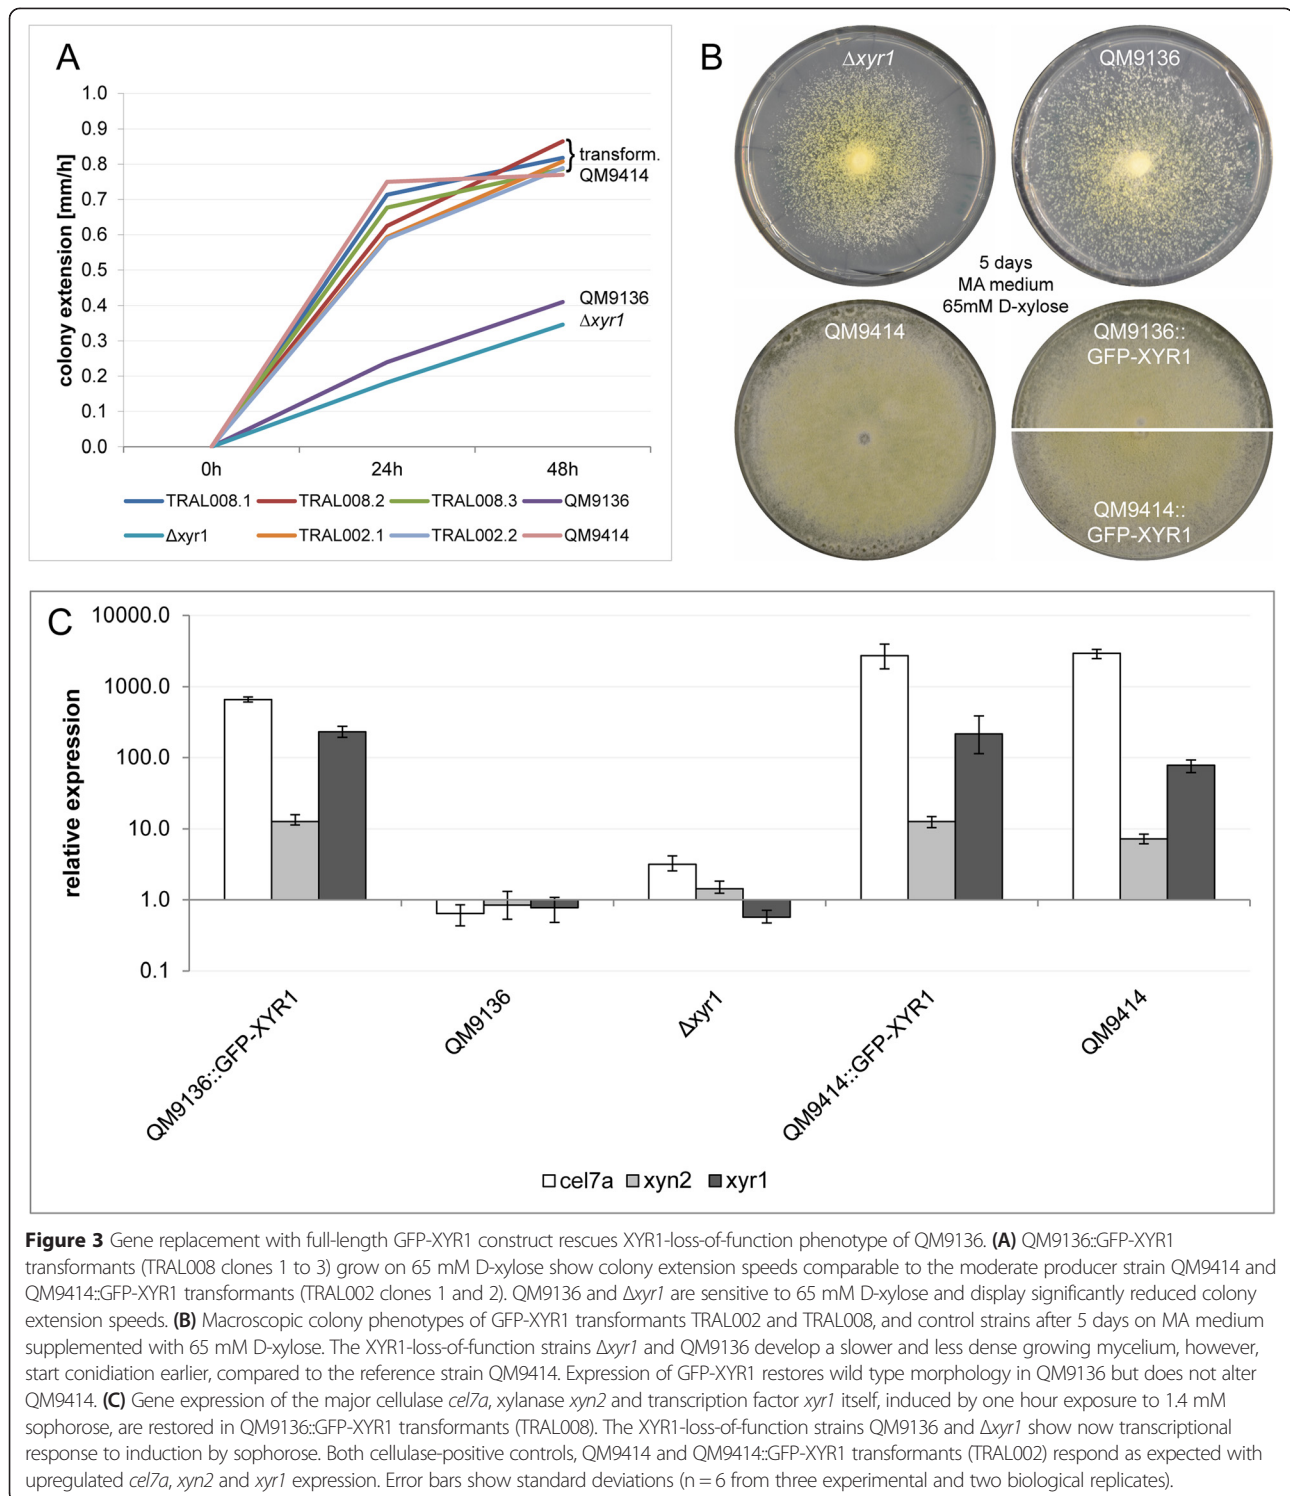 A
1.0
0.9
0.8
0.7
0.6
0.5
0.4
0.3
0.2
0.1
0.0
colony extension [mm/h]
0h 24h 48h
transform.
QM9414
QM9136
Δxyr1
TRAL008.1 TRAL008.2 TRAL008.3 QM9136
Δxyr1 TRAL002.1 TRAL002.2 QM9414
B
Δxyr1
QM9136
5 days
MA medium
65mM D-xylose
QM9414
QM9136::
GFP-XYR1
QM9414::
GFP-XYR1
C
10000.0
1000.0
100.0
10.0
1.0
0.1
relative expression
QM9136::GFP-XYR1
QM9136
Δxyr1
QM9414::GFP-XYR1
QM9414
cel7a xyn2 xyr1
Figure 3 Gene replacement with full-length GFP-XYR1 construct rescues XYR1-loss-of-function phenotype of QM9136. (A) QM9136::GFP-XYR1
transformants (TRAL008 clones 1 to 3) grow on 65 mM D-xylose show colony extension speeds comparable to the moderate producer strain QM9414 and
QM9414::GFP-XYR1 transformants (TRAL002 clones 1 and 2). QM9136 and Δxyr1 are sensitive to 65 mM D-xylose and display significantly reduced colony
extension speeds. (B) Macroscopic colony phenotypes of GFP-XYR1 transformants TRAL002 and TRAL008, and control strains after 5 days on MA medium
supplemented with 65 mM D-xylose. The XYR1-loss-of-function strains Δxyr1 and QM9136 develop a slower and less dense growing mycelium, however,
start conidiation earlier, compared to the reference strain QM9414. Expression of GFP-XYR1 restores wild type morphology in QM9136 but does not alter
QM9414. (C) Gene expression of the major cellulase cel7a, xylanase xyn2 and transcription factor xyr1 itself, induced by one hour exposure to 1.4 mM
sophorose, are restored in QM9136::GFP-XYR1 transformants (TRAL008). The XYR1-loss-of-function strains QM9136 and Δxyr1 show now transcriptional
response to induction by sophorose. Both cellulase-positive controls, QM9414 and QM9414::GFP-XYR1 transformants (TRAL002) respond as expected with
upregulated cel7a, xyn2 and xyr1 expression. Error bars show standard deviations (n = 6 from three experimental and two biological replicates).